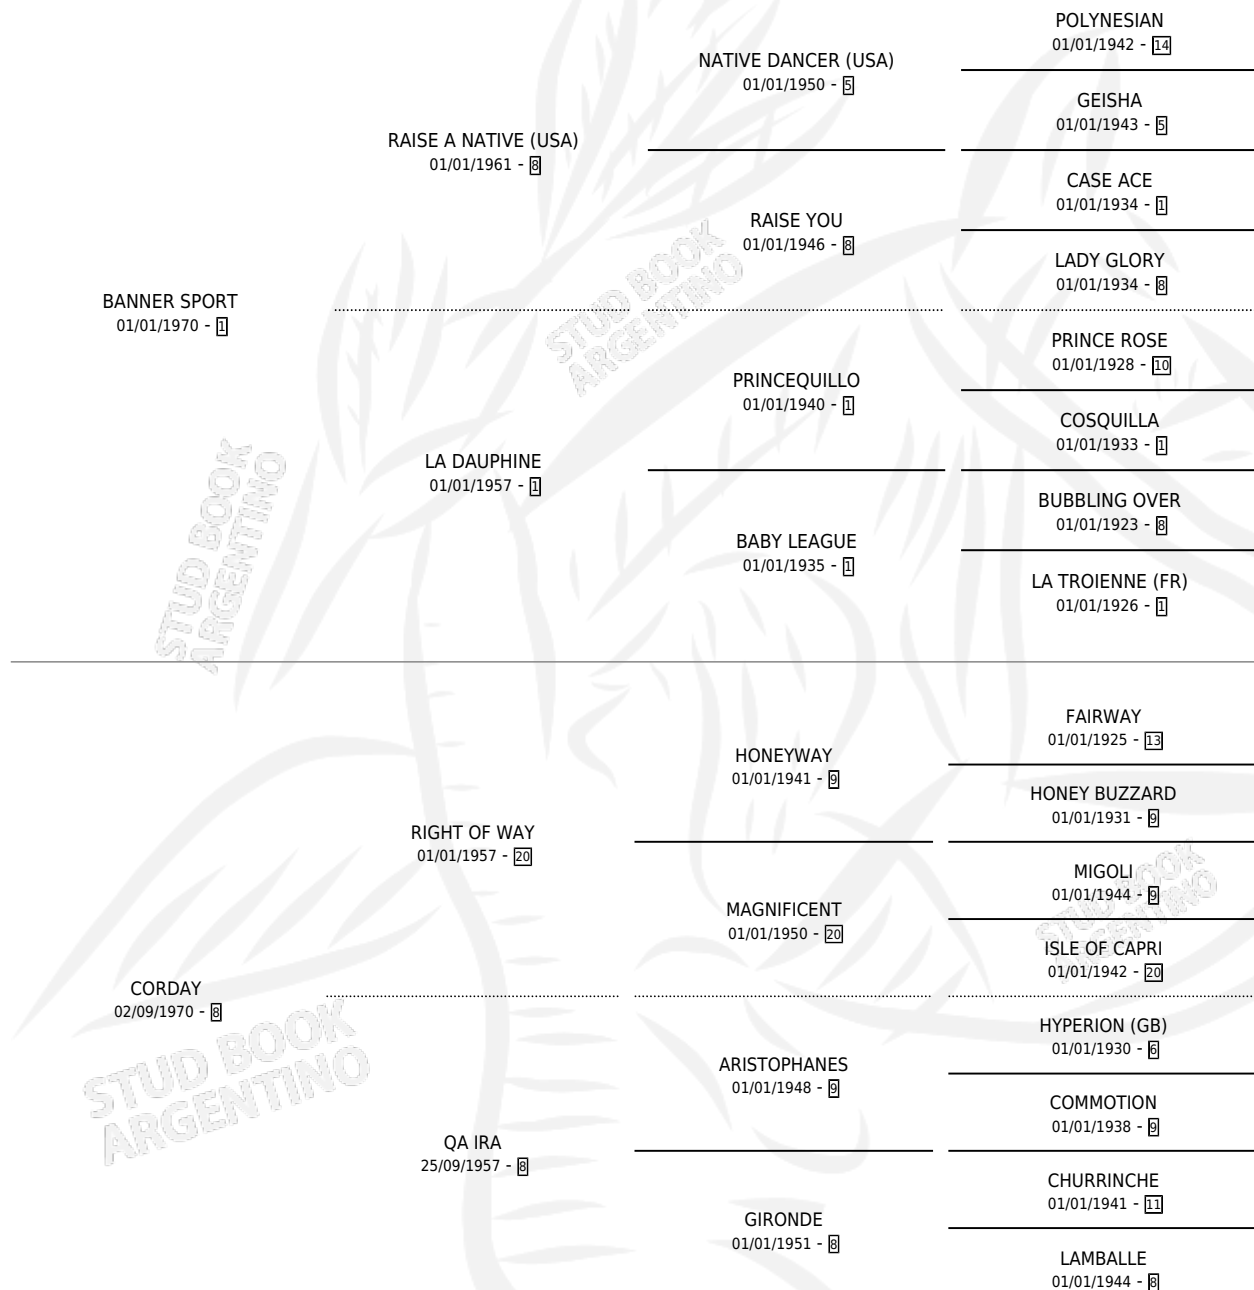 POLYNESIAN
01/01/1942 - 14
NATIVE DANCER (USA)
01/01/1950 - 5
GEISHA
01/01/1943 - 5
RAISE A NATIVE (USA)
01/01/1961 - 8
CASE ACE
01/01/1934 - 1
RAISE YOU
01/01/1946 - 8
LADY GLORY
01/01/1934 - 8
BANNER SPORT
01/01/1970 - 1
STUD BOOK
ARGENTINO
PRINCE ROSE
01/01/1928 - 10
PRINCEQUILLO
01/01/1940 - 1
COSQUILLA
01/01/1933 - 1
LA DAUPHINE
01/01/1957 - 1
BUBBLING OVER
01/01/1923 - 8
BABY LEAGUE
01/01/1935 - 1
LA TROIENNE (FR)
01/01/1926 - 1
STUD BOOK
ARGENTINO
FAIRWAY
01/01/1925 - 13
HONEYWAY
01/01/1941 - 9
HONEY BUZZARD
01/01/1931 - 9
RIGHT OF WAY
01/01/1957 - 20
MIGOLI
01/01/1944 - 9
MAGNIFICENT
01/01/1950 - 20
ISLE OF CAPRI
01/01/1942 - 20
STUD BOOK
ARGENTINO
CORDAY
02/09/1970 - 8
STUD BOOK
ARGENTINO
HYPERION (GB)
01/01/1930 - 6
ARISTOPHANES
01/01/1948 - 9
COMMOTION
01/01/1938 - 9
QA IRA
25/09/1957 - 8
CHURRINCHE
01/01/1941 - 11
GIRONDE
01/01/1951 - 8
LAMBALLE
01/01/1944 - 8